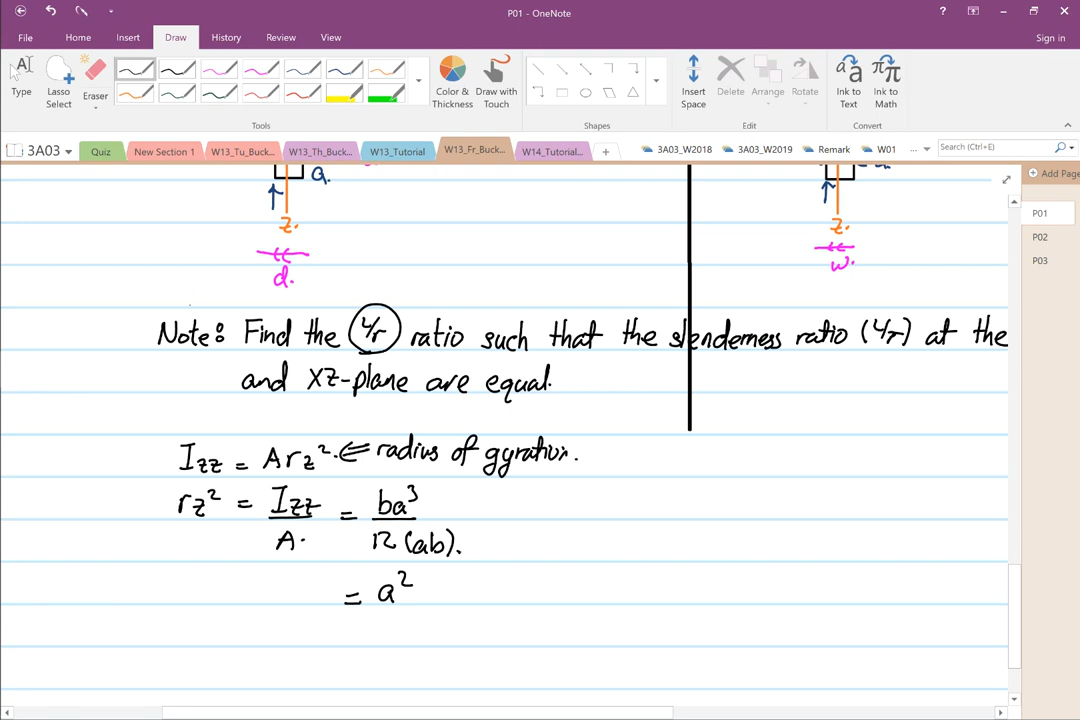 P01 - OneNote
File Home Insert Draw History Review View
Sign in
Type
Lasso Select
Eraser
Color & Thickness
Draw with Touch
Insert Space
Delete
Arrange
Rotate
Ink to Text
Ink to Math
Tools
Shapes
Edit
Convert
3A03
Quiz
New Section 1
W13_Tu_Buck...
W13_Th_Buck...
W13_Tutorial
W13_Fr_Buck...
W14_Tutorial...
3A03_W2018
3A03_W2019
Remark
W01
...
Search (Ctrl+E)
Add Page
P01
P02
P03
a.
z.
d.
z.
w.
Note: Find the L/r ratio such that the slenderness ratio (L/r) at the
and xz-plane are equal.
Izz = Arz². ⇐ radius of gyration.
rz² = Izz / A. = ba³ / 12 (ab).
= a²